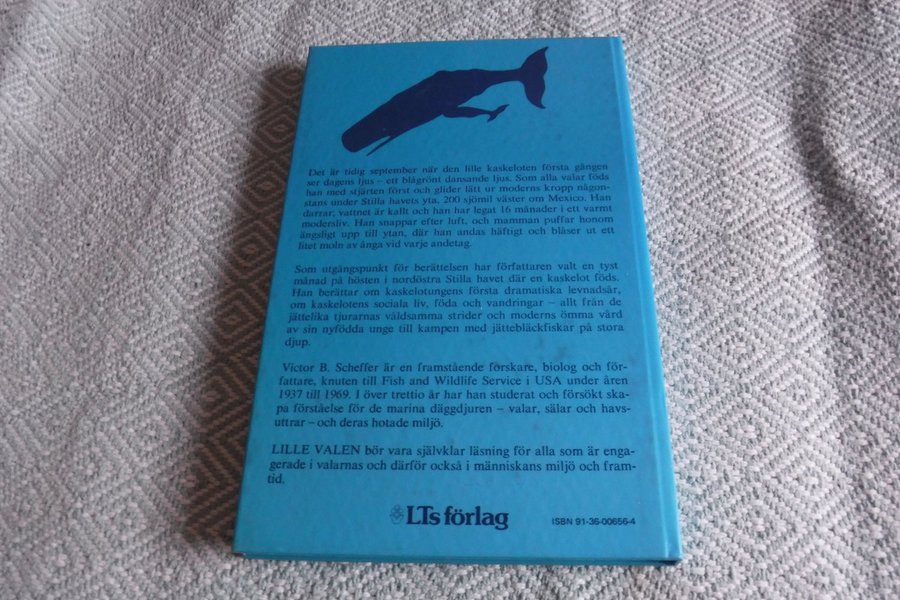 Det är tidig september när den lille kaskeloten första gången
ser dagens ljus – ett blågrönt dansande ljus. Som alla valar föds
han med stjärten först och glider lätt ur moderns kropp någon-
stans under Stilla havets yta, 200 sjömil väster om Mexico. Han
darrar, vattnet är kallt och han har legat 16 månader i ett varmt
modersliv. Han snappar efter luft, och mamman puffar honom
ängsligt upp till ytan, där han andas häftigt och blåser ut ett
litet moln av ånga vid varje andetag.
Som utgångspunkt för berättelsen har författaren valt en tyst
månad på hösten i nordöstra Stilla havet där en kaskelot föds.
Han berättar om kaskelotungens första dramatiska levnadsår,
om kaskelotens sociala liv, föda och vandringar – allt från de
jättelika tjurarnas våldsamma strider och moderns ömma vård
av sin nyfödda unge till kampen med jättebläckfiskar på stora
djup.
Victor B. Scheffer är en framstående forskare, biolog och för-
fattare, knuten till Fish and Wildlife Service i USA under åren
1937 till 1969. I över trettio år har han studerat och försökt ska-
pa förståelse för de marina däggdjuren – valar, sälar och havs-
uttrar – och deras hotade miljö.
LILLE VALEN bör vara självklar läsning för alla som är enga-
gerade i valarnas och därför också i människans miljö och fram-
tid.
LTs förlag
ISBN 91-36-00656-4